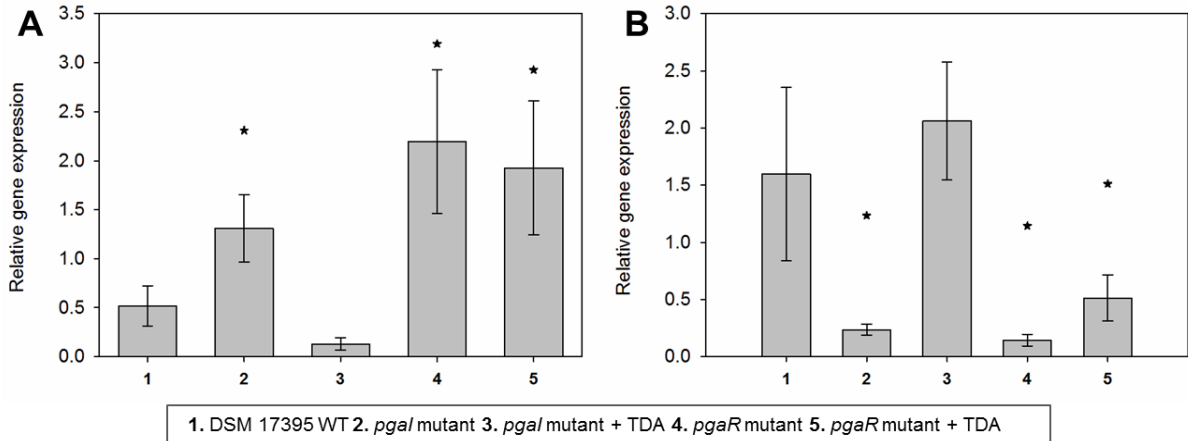 A
Relative gene expression
3.5
3.0
2.5
2.0
1.5
1.0
0.5
0.0
1 2 3 4 5
B
Relative gene expression
3.0
2.5
2.0
1.5
1.0
0.5
0.0
1 2 3 4 5
1. DSM 17395 WT 2. pgaI mutant 3. pgaI mutant + TDA 4. pgaR mutant 5. pgaR mutant + TDA